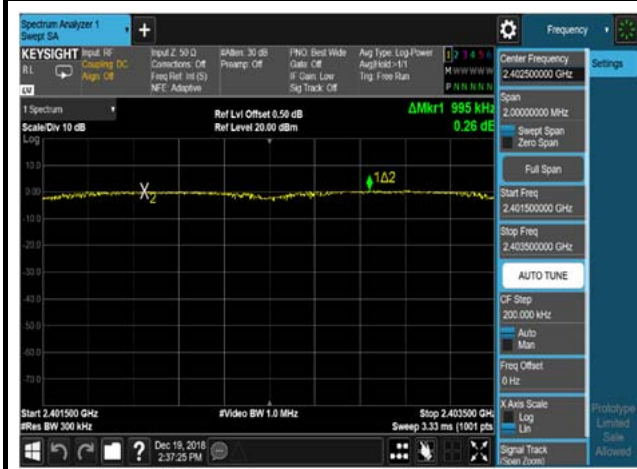 Spectrum Analyzer 1
Swept SA
+
Frequency
KEYSIGHT
RL
LV
Input: RF
Coupling: DC
Align: Off
Input Z: 50 Ω
Corrections: Off
Freq Ref: Int (S)
NFE: Adaptive
#Atten: 30 dB
Preamp: Off
PNO: Best Wide
Gate: Off
IF Gain: Low
Sig Track: Off
Avg Type: Log-Power
Avg|Hold:>1/1
Trig: Free Run
1 2 3 4 5 6
M W W W W W
P N N N N N
1 Spectrum
Scale/Div 10 dB
Log
Ref Lvl Offset 0.50 dB
Ref Level 20.00 dBm
ΔMkr1 995 kHz
0.26 dB
10.0
0.00
-10.0
-20.0
-30.0
-40.0
-50.0
-60.0
-70.0
X2
1Δ2
Start 2.401500 GHz
#Res BW 300 kHz
#Video BW 1.0 MHz
Stop 2.403500 GHz
Sweep 3.33 ms (1001 pts)
?
Dec 19, 2018
2:37:25 PM
Center Frequency
2.402500000 GHz
Span
2.00000000 MHz
Swept Span
Zero Span
Full Span
Start Freq
2.401500000 GHz
Stop Freq
2.403500000 GHz
AUTO TUNE
CF Step
200.000 kHz
Auto
Man
Freq Offset
0 Hz
X Axis Scale
Log
Lin
Signal Track
(Span Zoom)
Settings
Prototype
Limited
Sale
Allowed